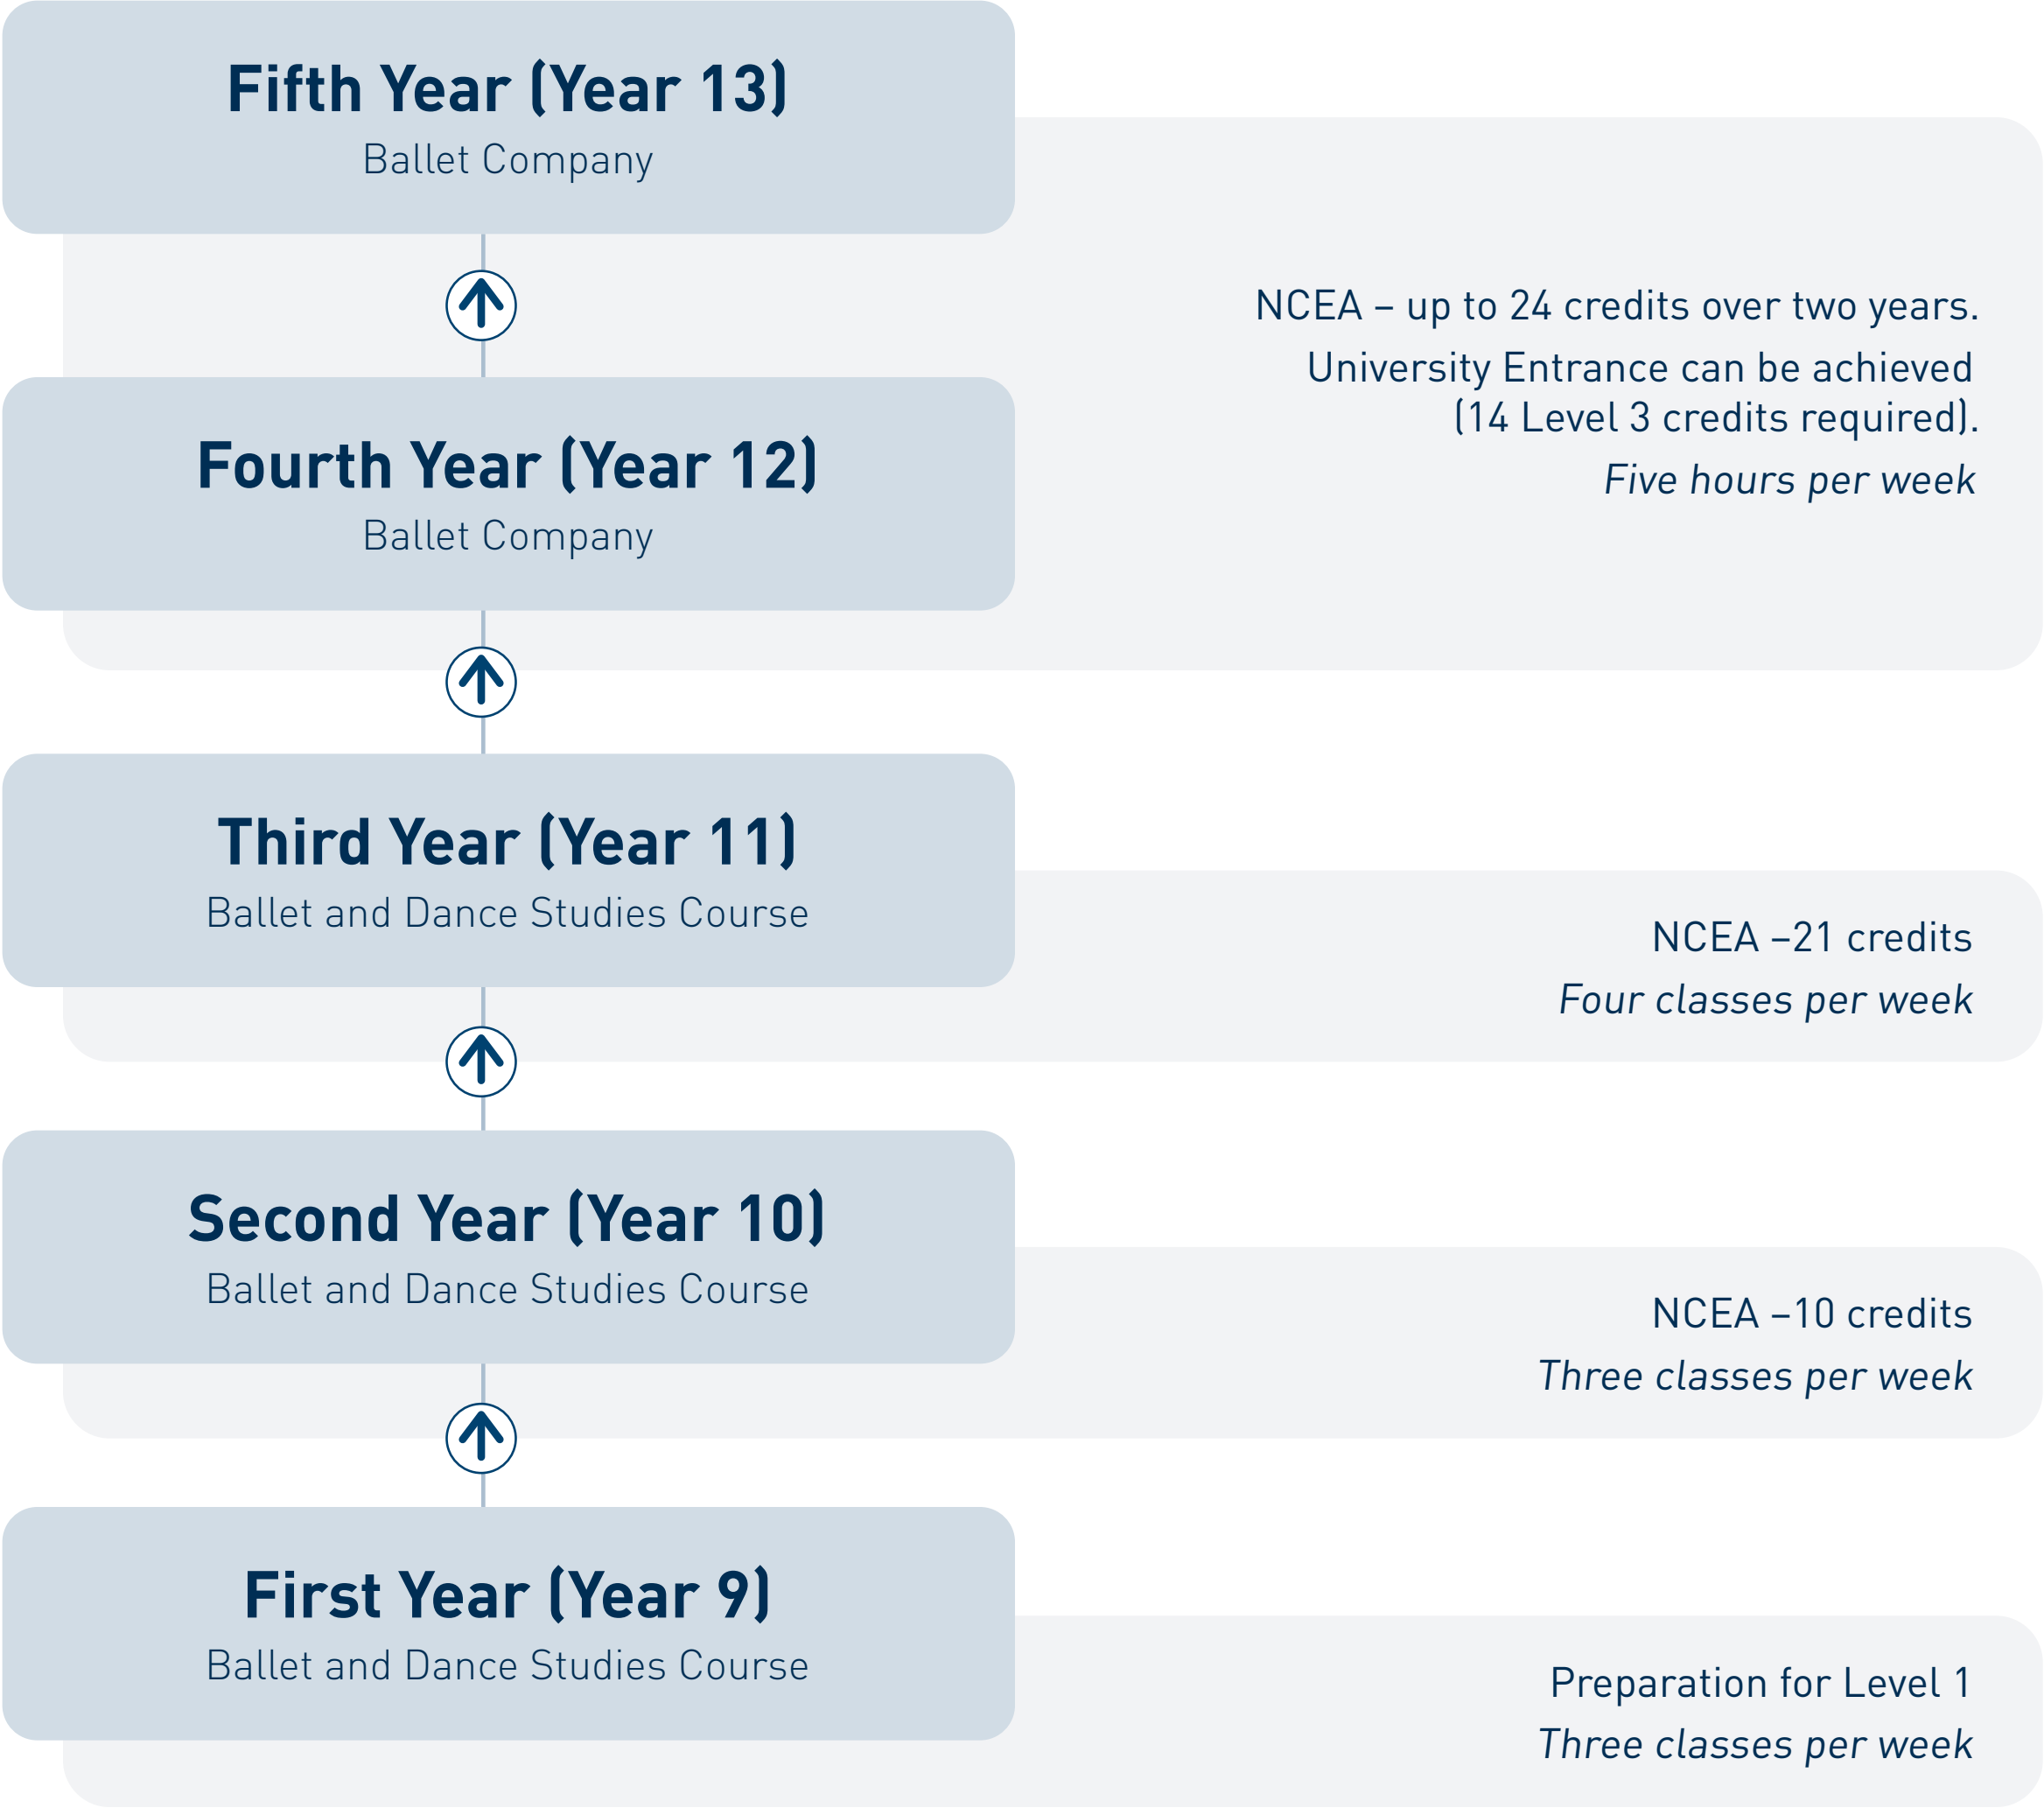 Fifth Year (Year 13)
Ballet Company
NCEA – up to 24 credits over two years.
University Entrance can be achieved
(14 Level 3 credits required).
Five hours per week
Fourth Year (Year 12)
Ballet Company
Third Year (Year 11)
Ballet and Dance Studies Course
NCEA –21 credits
Four classes per week
Second Year (Year 10)
Ballet and Dance Studies Course
NCEA –10 credits
Three classes per week
First Year (Year 9)
Ballet and Dance Studies Course
Preparation for Level 1
Three classes per week